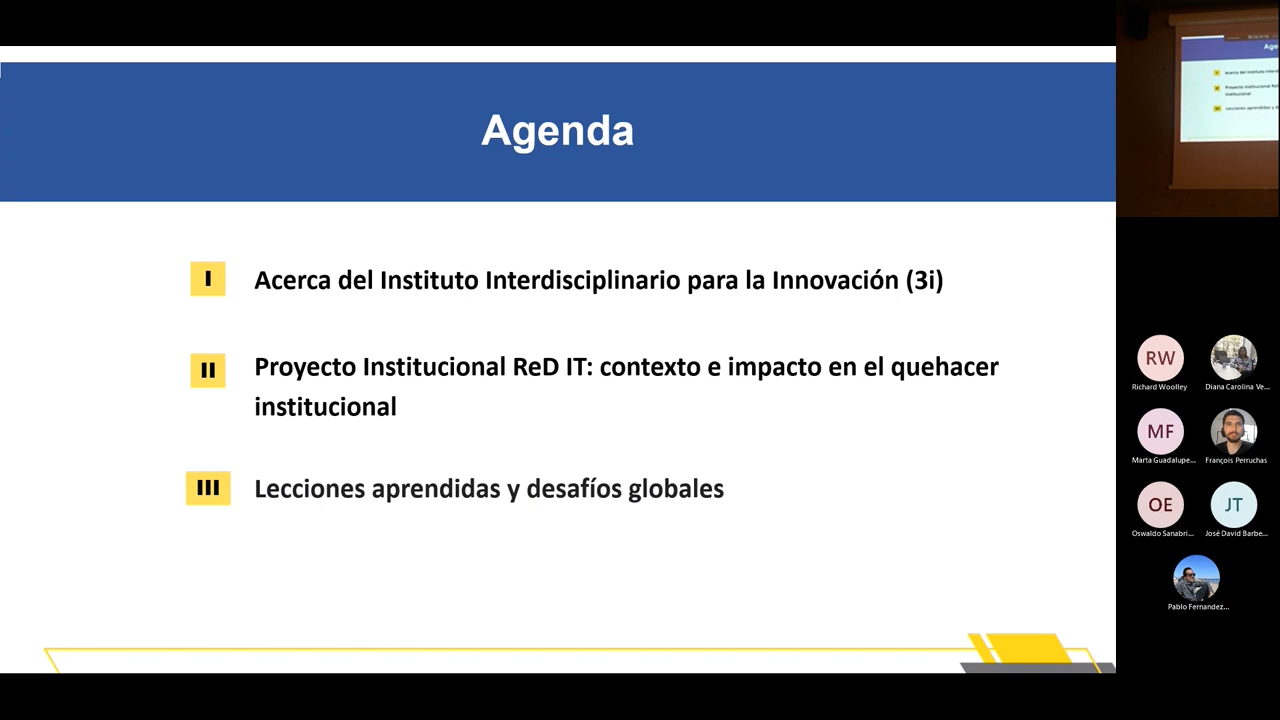 Agenda
I
Acerca del Instituto Interdisciplinario para la Innovación (3i)
II
Proyecto Institucional ReD IT: contexto e impacto en el quehacer
institucional
III
Lecciones aprendidas y desafíos globales
RW
Richard Woolley
Diana Carolina Ve...
MF
Marta Guadalupe...
François Perruchas
OE
Oswaldo Sanabri...
JT
José David Barbe...
Pablo Fernandez...